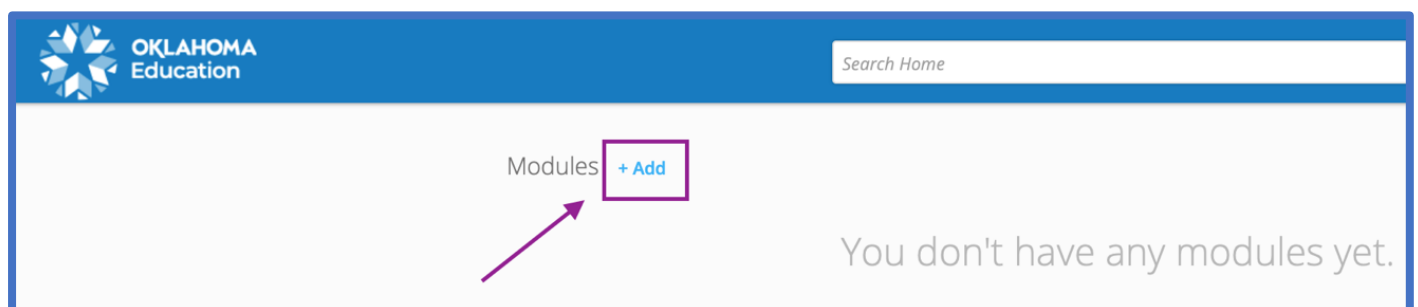 OKLAHOMA
Education
Search Home
Modules + Add
You don't have any modules yet.